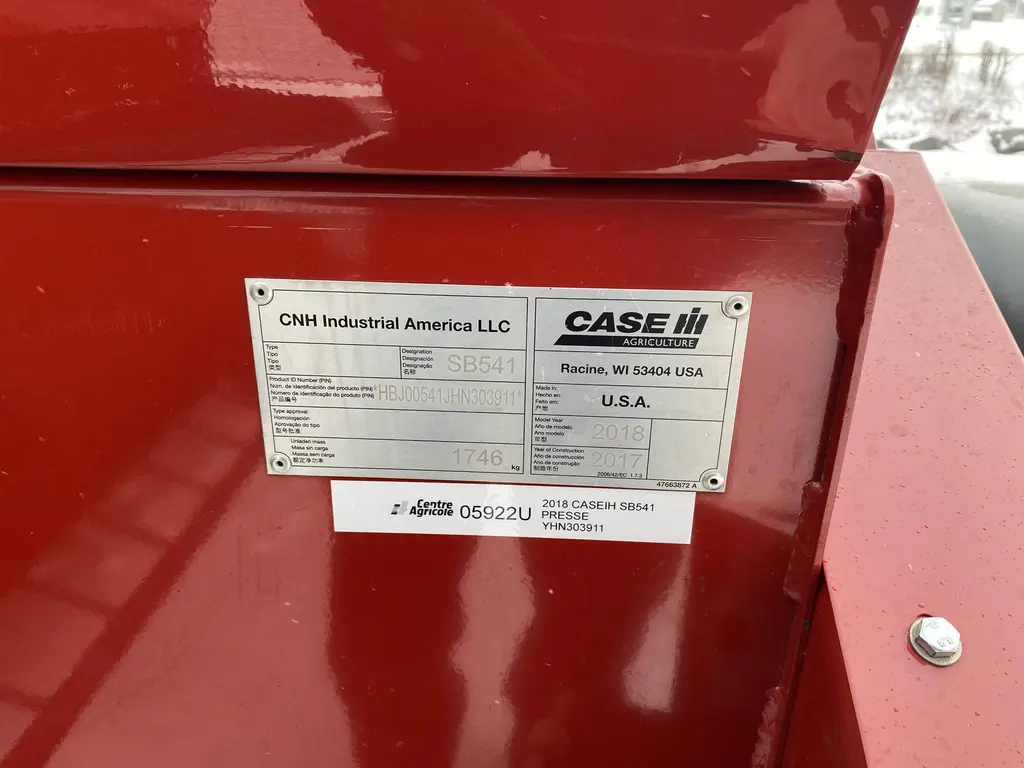 CNH Industrial America LLC
Type
Tipo
Tipo
类型
Designation
Designación
Designação
名称
SB541
Product ID Number (PIN)
Núm. de identificación del producto (PIN)
Número de identificação do produto (PIN)
产品编号
*HBJ00541JHN303911*
Type approval
Homologación
Aprovação do tipo
型号批准
Unladen mass
Masa sin carga
Massa sem carga
额定净功率
1746 kg
CASE IH
AGRICULTURE
Racine, WI 53404 USA
Made in:
Hecho en:
Feito em:
产地
U.S.A.
Model Year
Año de modelo
Ano modelo
年型
2018
Year of Construction
Año de construcción
Ano de construção
制造年份
2017
2006/42/EC 1.7.3
47663872 A
Centre
Agricole
05922U
2018 CASEIH SB541
PRESSE
YHN303911